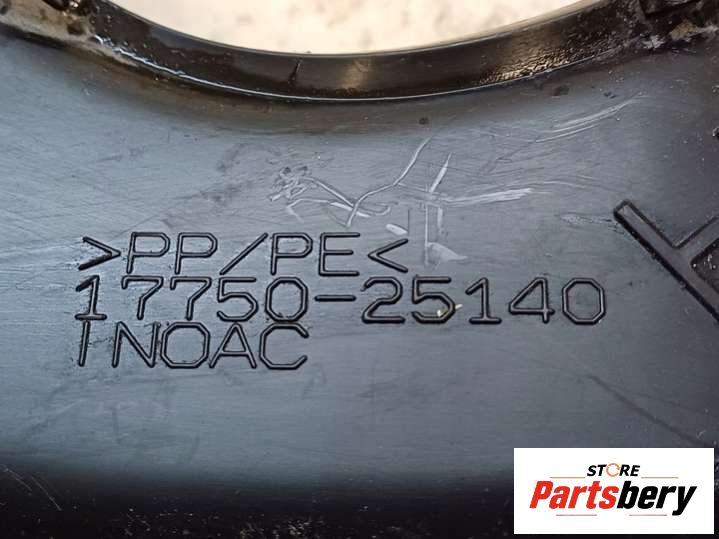 >PP/PE<
17750-25140
INOAC
STORE
Partsbery